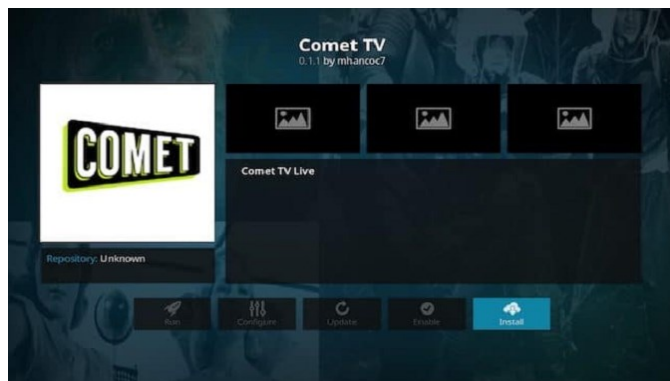 Comet TV
0.1.1 by mhancoc7
COMET
Comet TV Live
Repository: Unknown
Run
Configure
Update
Enable
Install